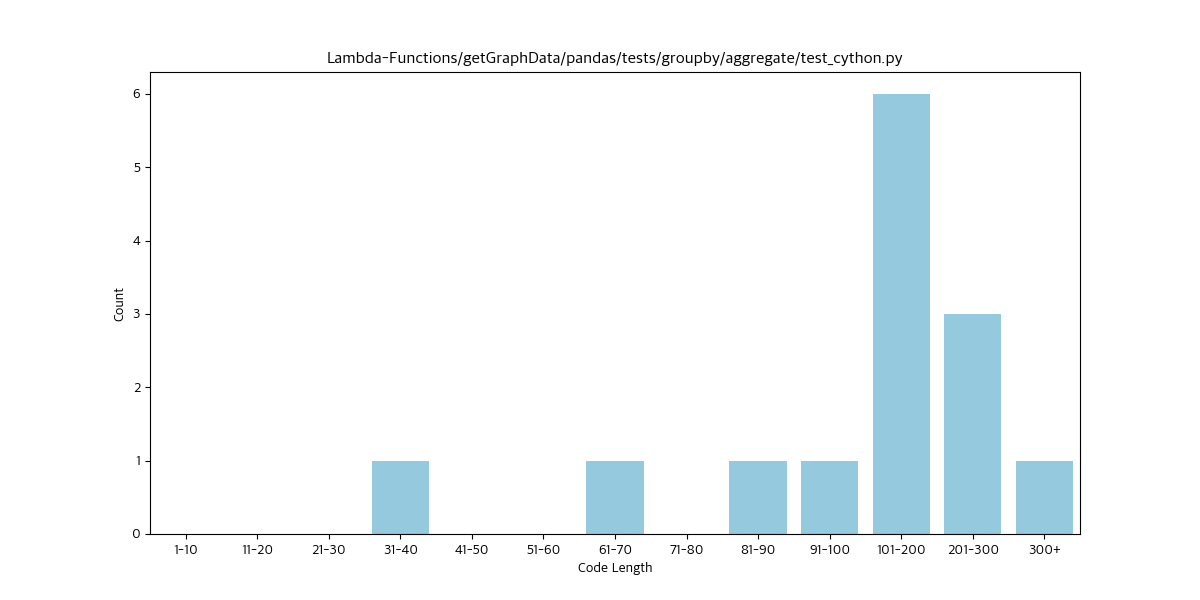 Lambda-Functions/getGraphData/pandas/tests/groupby/aggregate/test_cython.py
6
5
4
3
2
1
0
Count
1-10 11-20 21-30 31-40 41-50 51-60 61-70 71-80 81-90 91-100 101-200 201-300 300+
Code Length